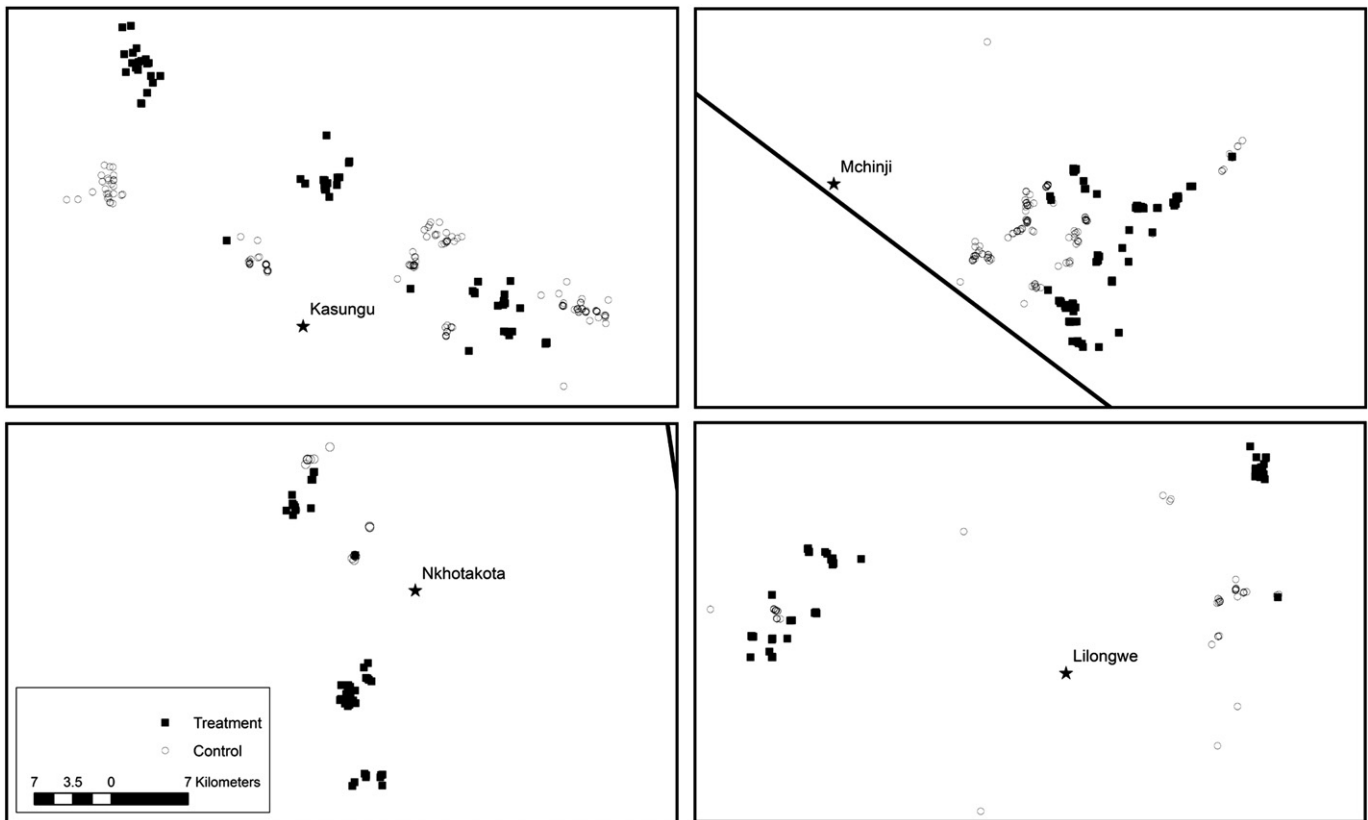 Kasungu
Mchinji
Nkhotakota
Treatment
Control
7 3.5 0 7 Kilometers
Lilongwe